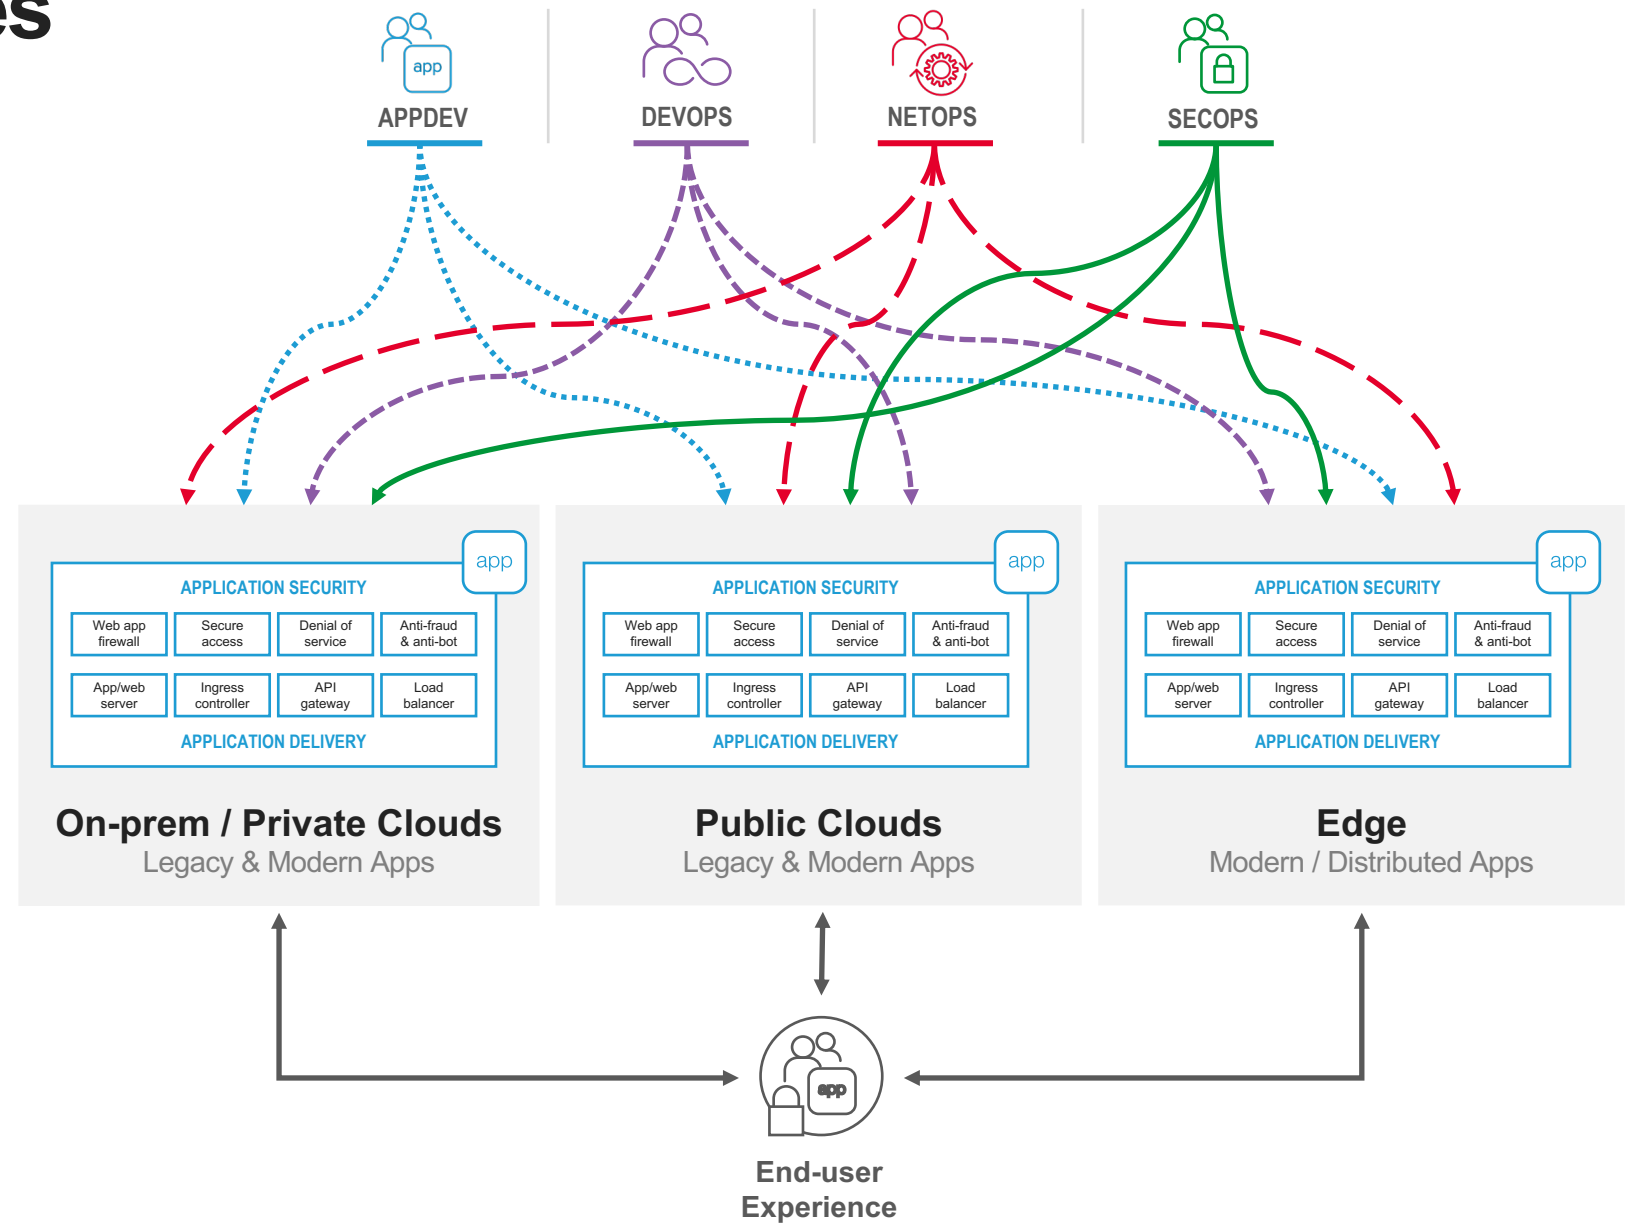 es
app
APPDEV
DEVOPS
NETOPS
SECOPS
app
APPLICATION SECURITY
Web app
firewall
Secure
access
Denial of
service
Anti-fraud
& anti-bot
App/web
server
Ingress
controller
API
gateway
Load
balancer
APPLICATION DELIVERY
On-prem / Private Clouds
Legacy & Modern Apps
app
APPLICATION SECURITY
Web app
firewall
Secure
access
Denial of
service
Anti-fraud
& anti-bot
App/web
server
Ingress
controller
API
gateway
Load
balancer
APPLICATION DELIVERY
Public Clouds
Legacy & Modern Apps
app
APPLICATION SECURITY
Web app
firewall
Secure
access
Denial of
service
Anti-fraud
& anti-bot
App/web
server
Ingress
controller
API
gateway
Load
balancer
APPLICATION DELIVERY
Edge
Modern / Distributed Apps
app
End-user
Experience